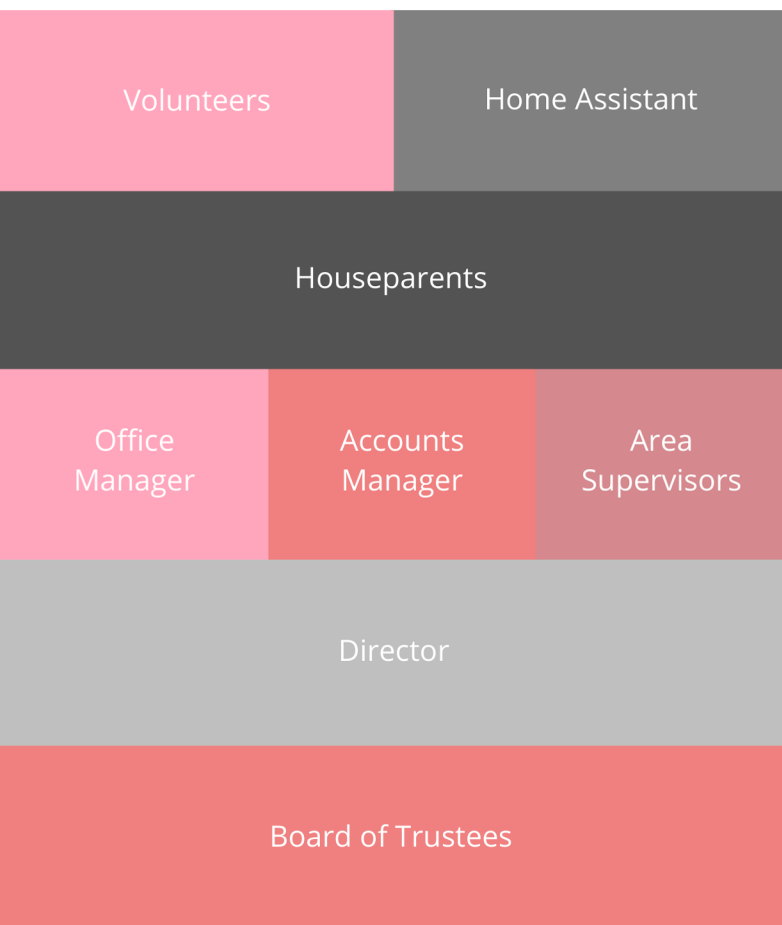 Volunteers
Home Assistant
Houseparents
Office
Manager
Accounts
Manager
Area
Supervisors
Director
Board of Trustees